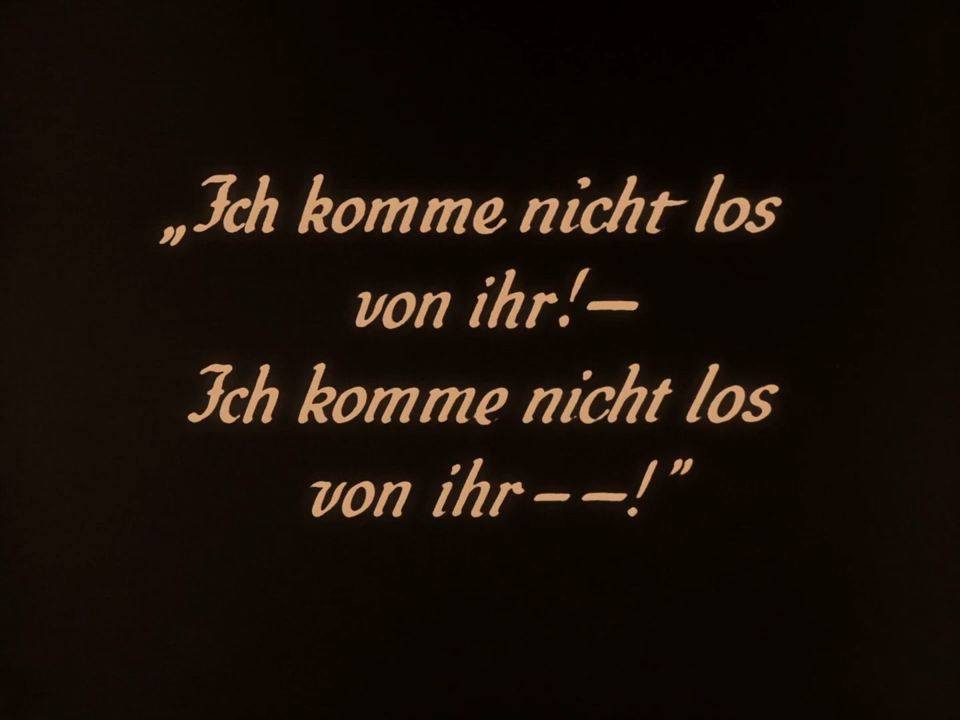 „Ich komme nicht los
von ihr!—
Ich komme nicht los
von ihr— —!”